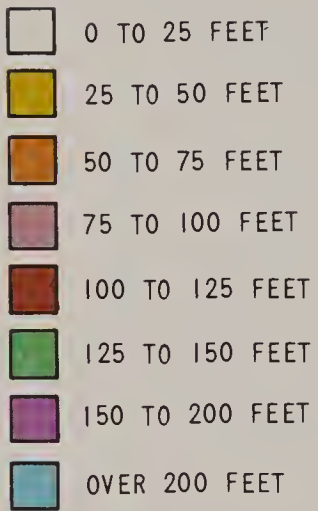 0 TO 25 FEET
25 TO 50 FEET
50 TO 75 FEET
75 TO 100 FEET
100 TO 125 FEET
125 TO 150 FEET
150 TO 200 FEET
OVER 200 FEET